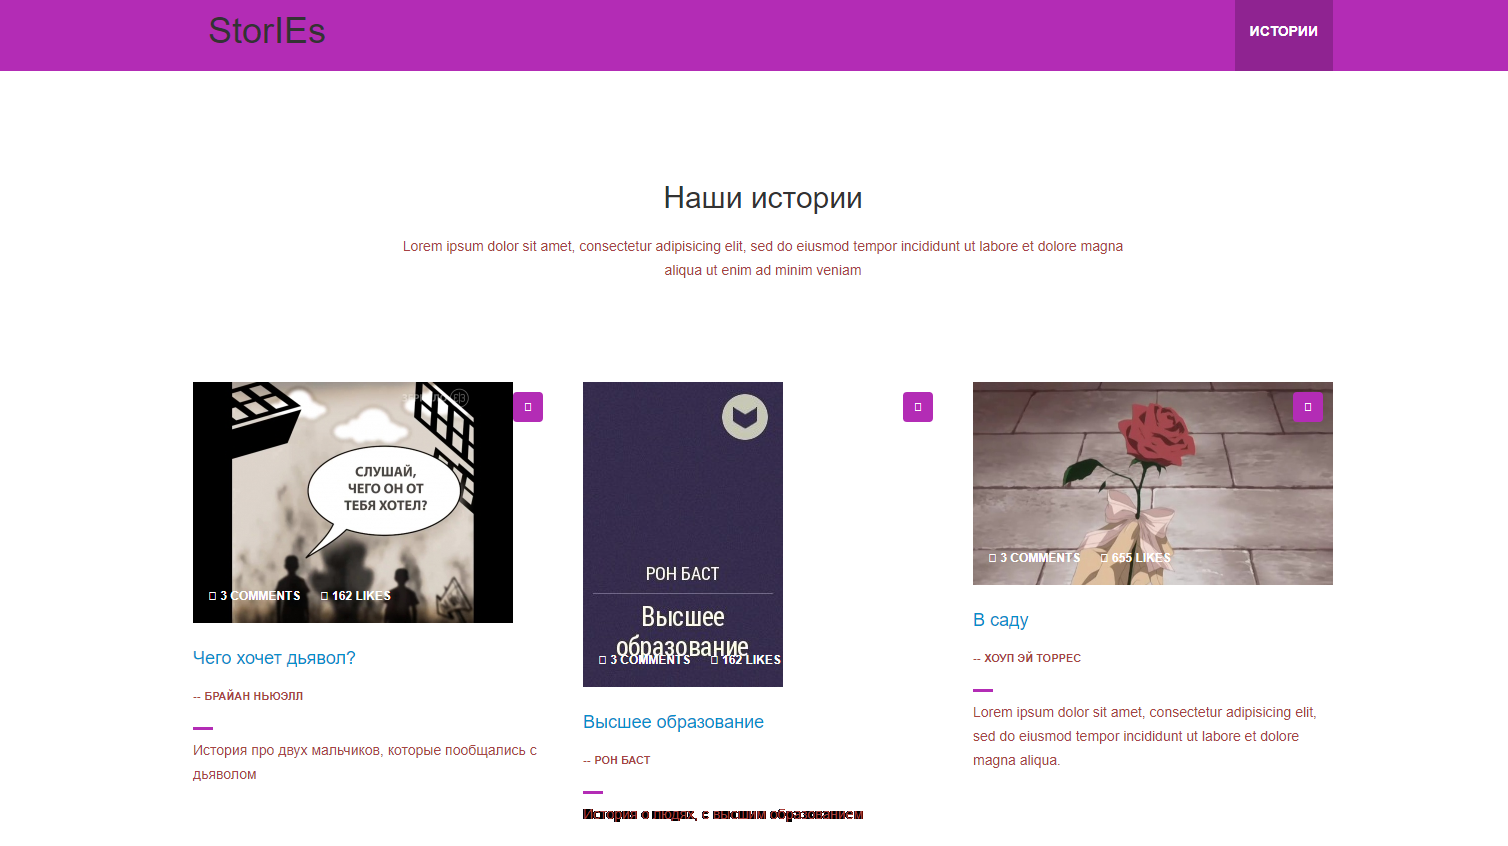 StorIEs
ИСТОРИИ
Наши истории
Lorem ipsum dolor sit amet, consectetur adipisicing elit, sed do eiusmod tempor incididunt ut labore et dolore magna
aliqua ut enim ad minim veniam
СЛУШАЙ,
ЧЕГО ОН ОТ
ТЕБЯ ХОТЕЛ?
3 COMMENTS 162 LIKES
Чего хочет дьявол?
-- БРАЙАН НЬЮЭЛЛ
История про двух мальчиков, которые пообщались с
дьяволом
РОН БАСТ
Высшее
образование
3 COMMENTS 162 LIKES
Высшее образование
-- РОН БАСТ
История о людях, с высшим образованием
3 COMMENTS 655 LIKES
В саду
-- ХОУП ЭЙ ТОРРЕС
Lorem ipsum dolor sit amet, consectetur adipisicing elit,
sed do eiusmod tempor incididunt ut labore et dolore
magna aliqua.